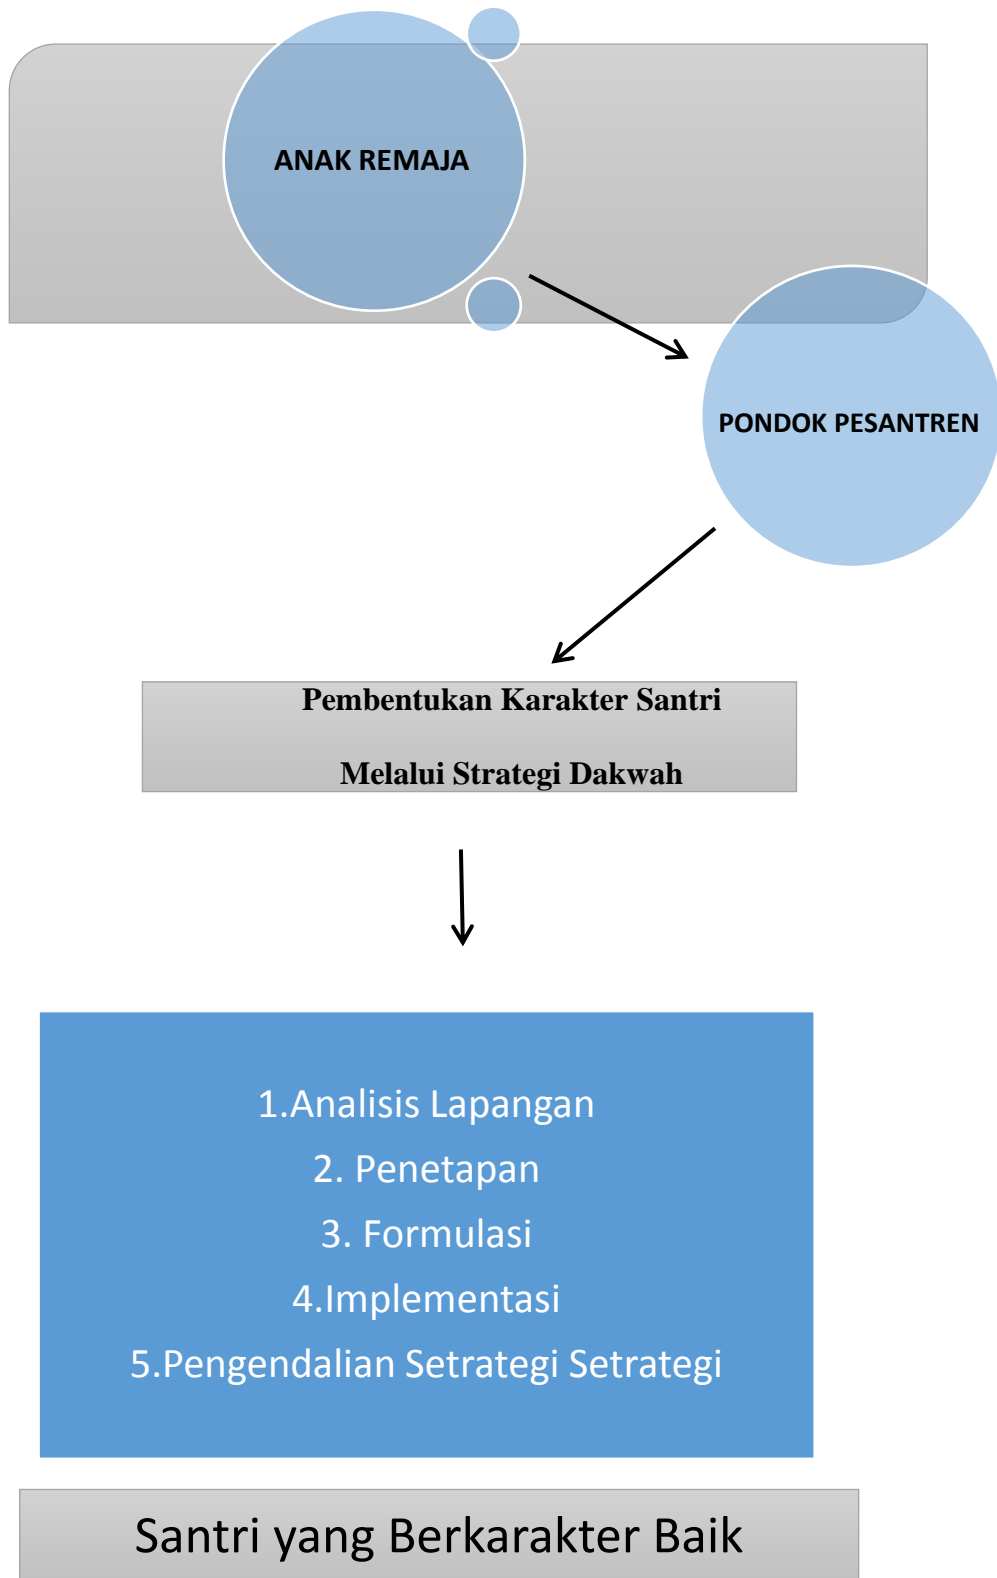 ANAK REMAJA
PONDOK PESANTREN
Pembentukan Karakter Santri
Melalui Strategi Dakwah
1.Analisis Lapangan
2. Penetapan
3. Formulasi
4.Implementasi
5.Pengendalian Setrategi Setrategi
Santri yang Berkarakter Baik